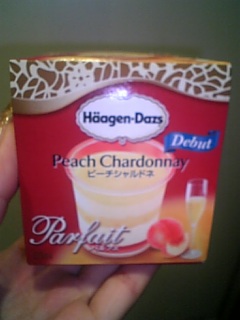 Häagen-Dazs
Debut
Peach Chardonnay
ピーチシャルドネ
Parfait